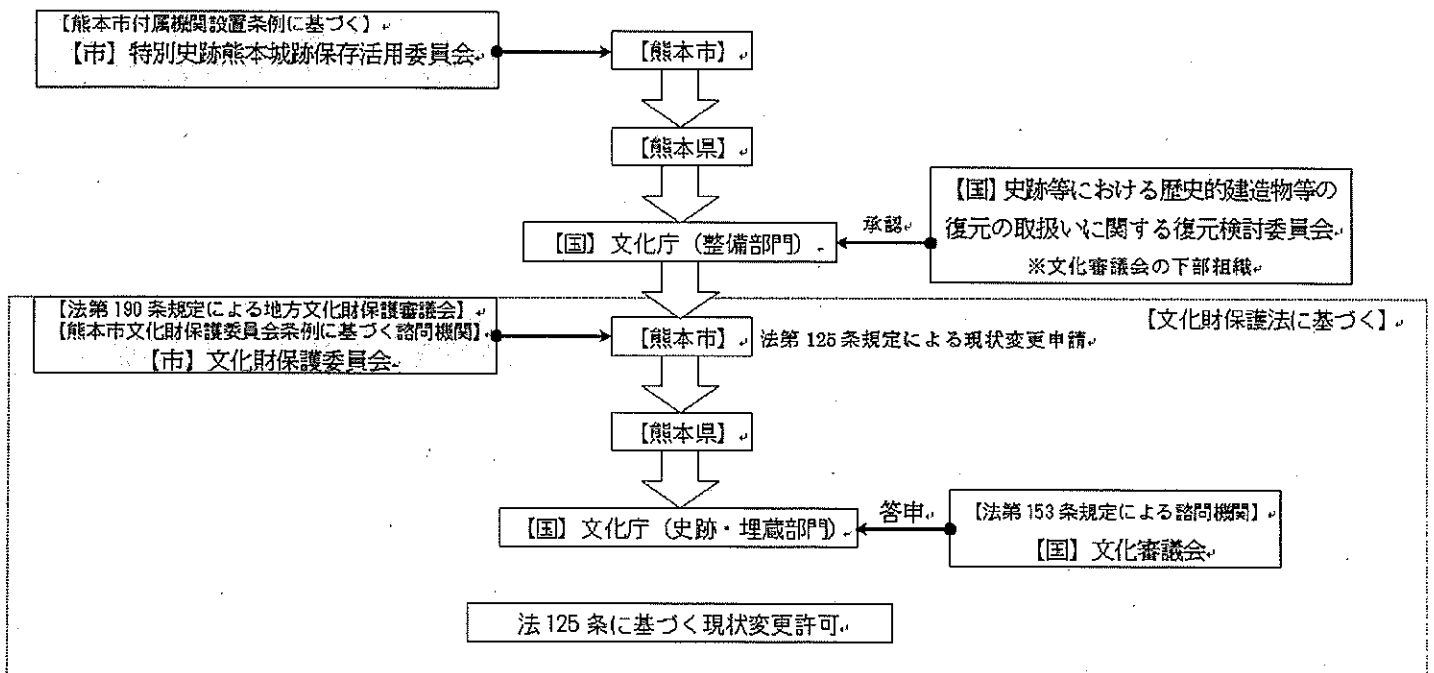 【熊本市付属機関設置条例に基づく】
【市】特別史跡熊本城跡保存活用委員会
【熊本市】
【熊本県】
【国】文化庁(整備部門)
承認
【国】史跡等における歴史的建造物等の
復元の取扱いに関する復元検討委員会
※文化審議会の下部組織
【法第190条規定による地方文化財保護審議会】
【熊本市文化財保護委員会条例に基づく諮問機関】
【市】文化財保護委員会
【熊本市】 法第125条規定による現状変更申請
【文化財保護法に基づく】
【熊本県】
【国】文化庁(史跡・埋蔵部門)
答申
【法第153条規定による諮問機関】
【国】文化審議会
法125条に基づく現状変更許可